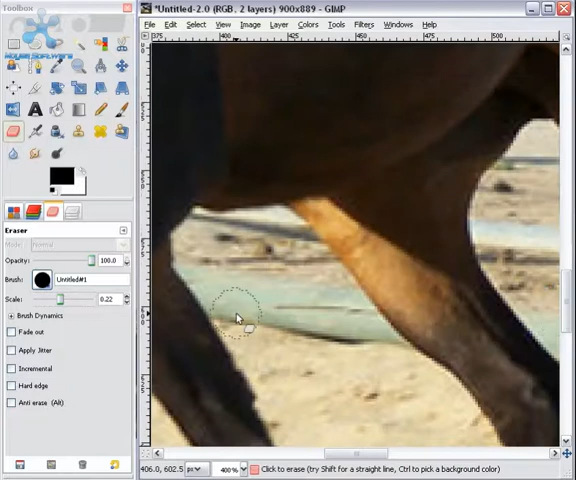 Toolbox
*Untitled-2.0 (RGB, 2 layers) 900x889 – GIMP
File Edit Select View Image Layer Colors Tools Filters Windows Help
375 400 425 450 475 500
Eraser
Mode: Normal
Opacity: 100.0
Brush: Untitled#1
Scale: 0.22
Brush Dynamics
Fade out
Apply Jitter
Incremental
Hard edge
Anti erase (Alt)
406.0, 602.5 px 400% Click to erase (try Shift for a straight line, Ctrl to pick a background color)